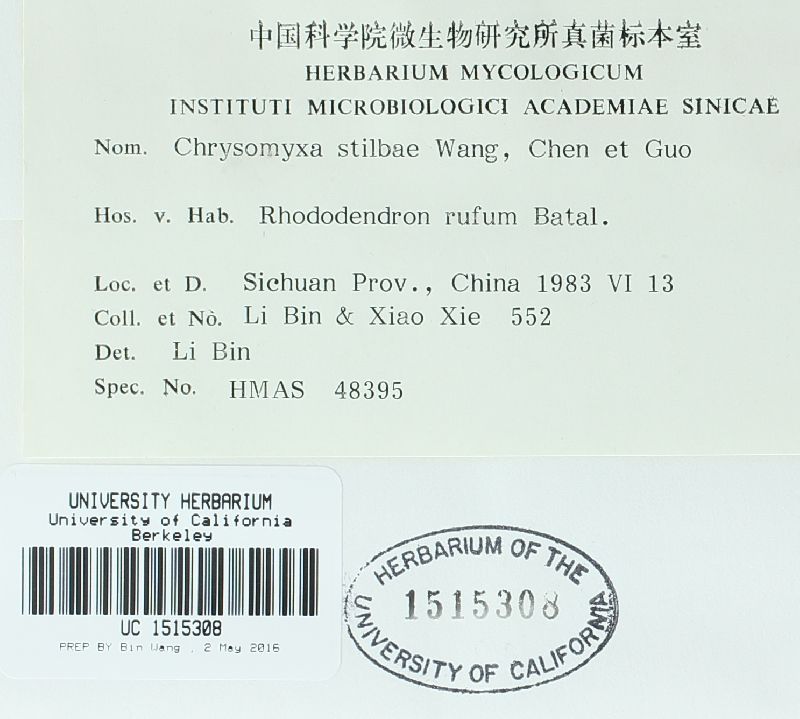 中国科学院微生物研究所真菌标本室
HERBARIUM MYCOLOGICUM
INSTITUTI MICROBIOLOGICI ACADEMIAE SINICAE
Nom. Chrysomyxa stilbae Wang, Chen et Guo
Hos. v. Hab. Rhododendron rufum Batal.
Loc. et D. Sichuan Prov., China 1983 VI 13
Coll. et Nò. Li Bin & Xiao Xie 552
Det. Li Bin
Spec. No. HMAS 48395
UNIVERSITY HERBARIUM
University of California
Berkeley
UC 1515308
PREP BY Bin Wang , 2 May 2016
HERBARIUM OF THE
1515308
UNIVERSITY OF CALIFORNIA